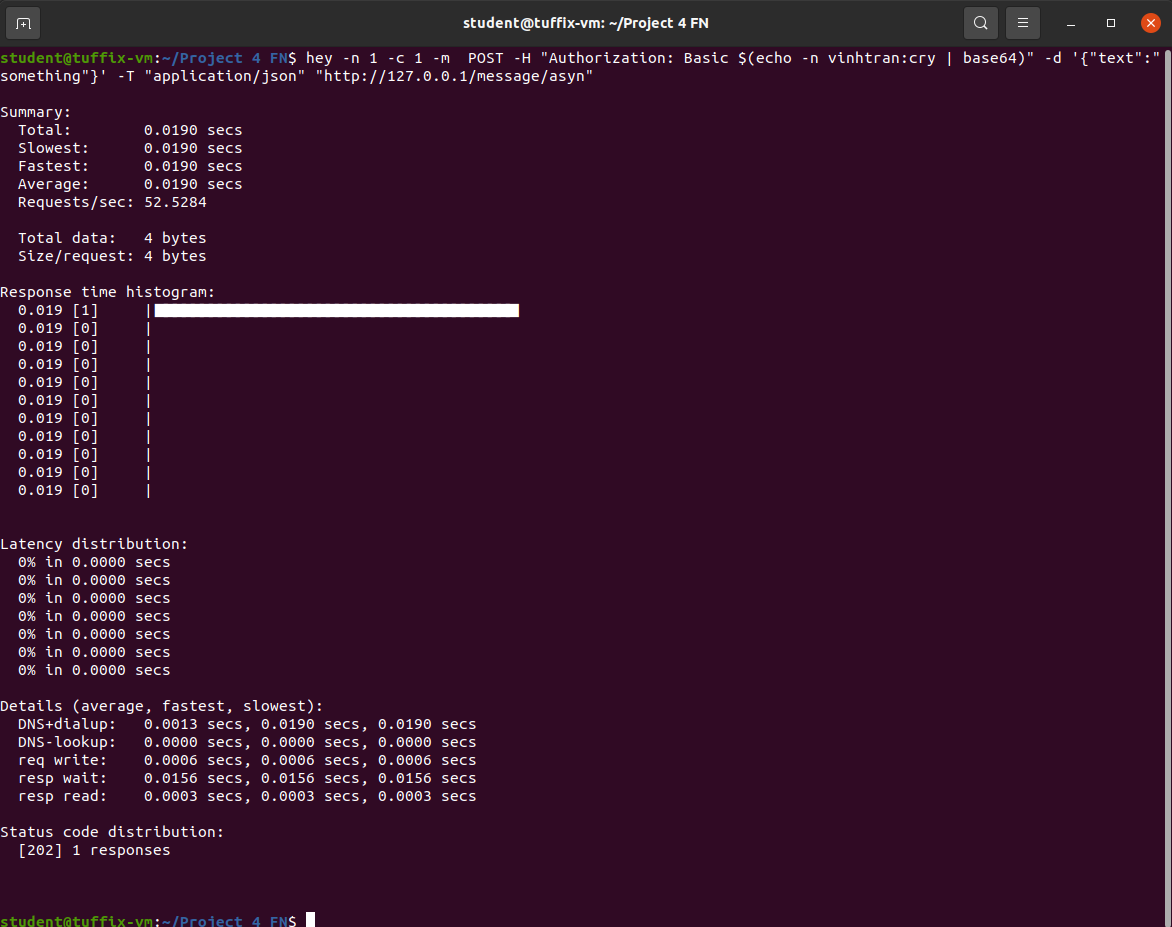 student@tuffix-vm: ~/Project 4 FN
student@tuffix-vm:~/Project 4 FN$ hey -n 1 -c 1 -m  POST -H "Authorization: Basic $(echo -n vinhtran:cry | base64)" -d '{"text":"
something"}' -T "application/json" "http://127.0.0.1/message/asyn"

Summary:
  Total:        0.0190 secs
  Slowest:      0.0190 secs
  Fastest:      0.0190 secs
  Average:      0.0190 secs
  Requests/sec: 52.5284

  Total data:   4 bytes
  Size/request: 4 bytes

Response time histogram:
  0.019 [1]     |■■■■■■■■■■■■■■■■■■■■■■■■■■■■■■■■■■■■■■■■
  0.019 [0]     |
  0.019 [0]     |
  0.019 [0]     |
  0.019 [0]     |
  0.019 [0]     |
  0.019 [0]     |
  0.019 [0]     |
  0.019 [0]     |
  0.019 [0]     |
  0.019 [0]     |


Latency distribution:
  0% in 0.0000 secs
  0% in 0.0000 secs
  0% in 0.0000 secs
  0% in 0.0000 secs
  0% in 0.0000 secs
  0% in 0.0000 secs
  0% in 0.0000 secs

Details (average, fastest, slowest):
  DNS+dialup:   0.0013 secs, 0.0190 secs, 0.0190 secs
  DNS-lookup:   0.0000 secs, 0.0000 secs, 0.0000 secs
  req write:    0.0006 secs, 0.0006 secs, 0.0006 secs
  resp wait:    0.0156 secs, 0.0156 secs, 0.0156 secs
  resp read:    0.0003 secs, 0.0003 secs, 0.0003 secs

Status code distribution:
  [202] 1 responses



student@tuffix-vm:~/Project 4 FN$